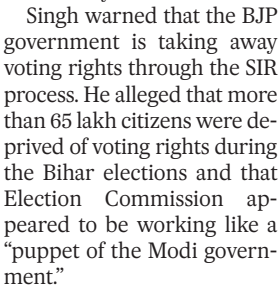 Singh warned that the BJP
government is taking away
voting rights through the SIR
process. He alleged that more
than 65 lakh citizens were de-
prived of voting rights during
the Bihar elections and that
Election Commission ap-
peared to be working like a
“puppet of the Modi govern-
ment.”